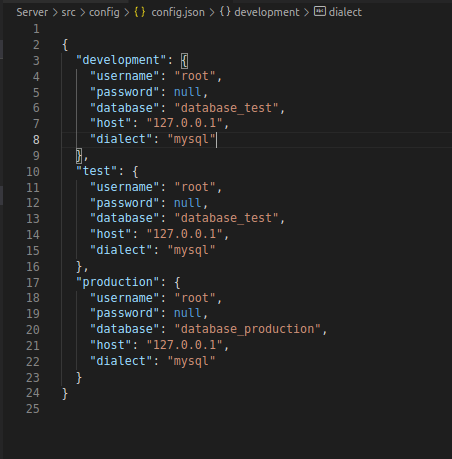 Server > src > config > {} config.json > {} development > abc dialect
1
2 {
3 "development": {
4 "username": "root",
5 "password": null,
6 "database": "database_test",
7 "host": "127.0.0.1",
8 "dialect": "mysql"
9 },
10 "test": {
11 "username": "root",
12 "password": null,
13 "database": "database_test",
14 "host": "127.0.0.1",
15 "dialect": "mysql"
16 },
17 "production": {
18 "username": "root",
19 "password": null,
20 "database": "database_production",
21 "host": "127.0.0.1",
22 "dialect": "mysql"
23 }
24 }
25